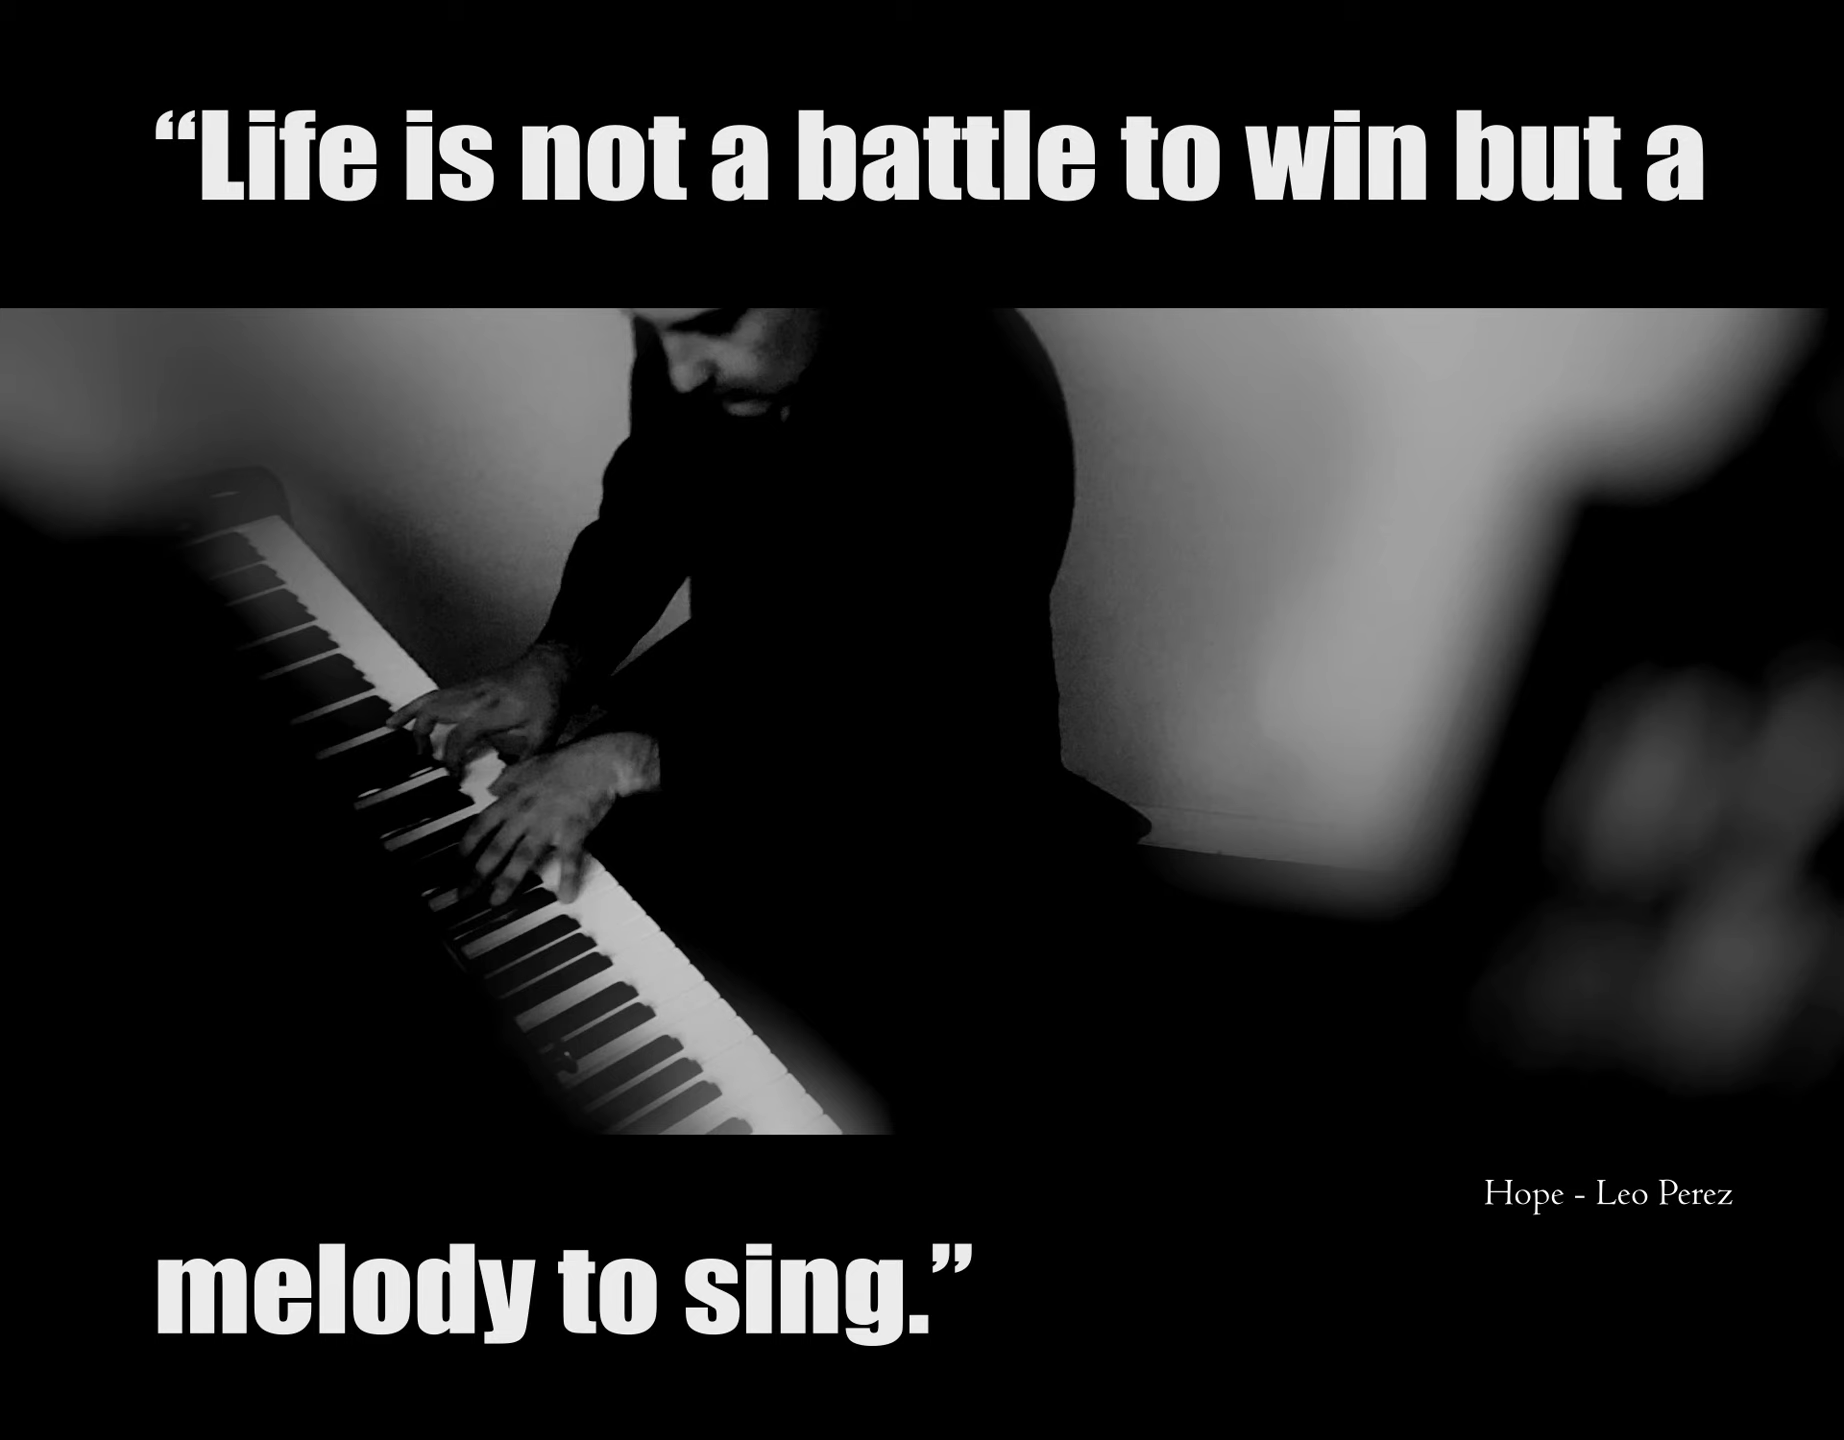 “Life is not a battle to win but a
Hope - Leo Perez
melody to sing.”